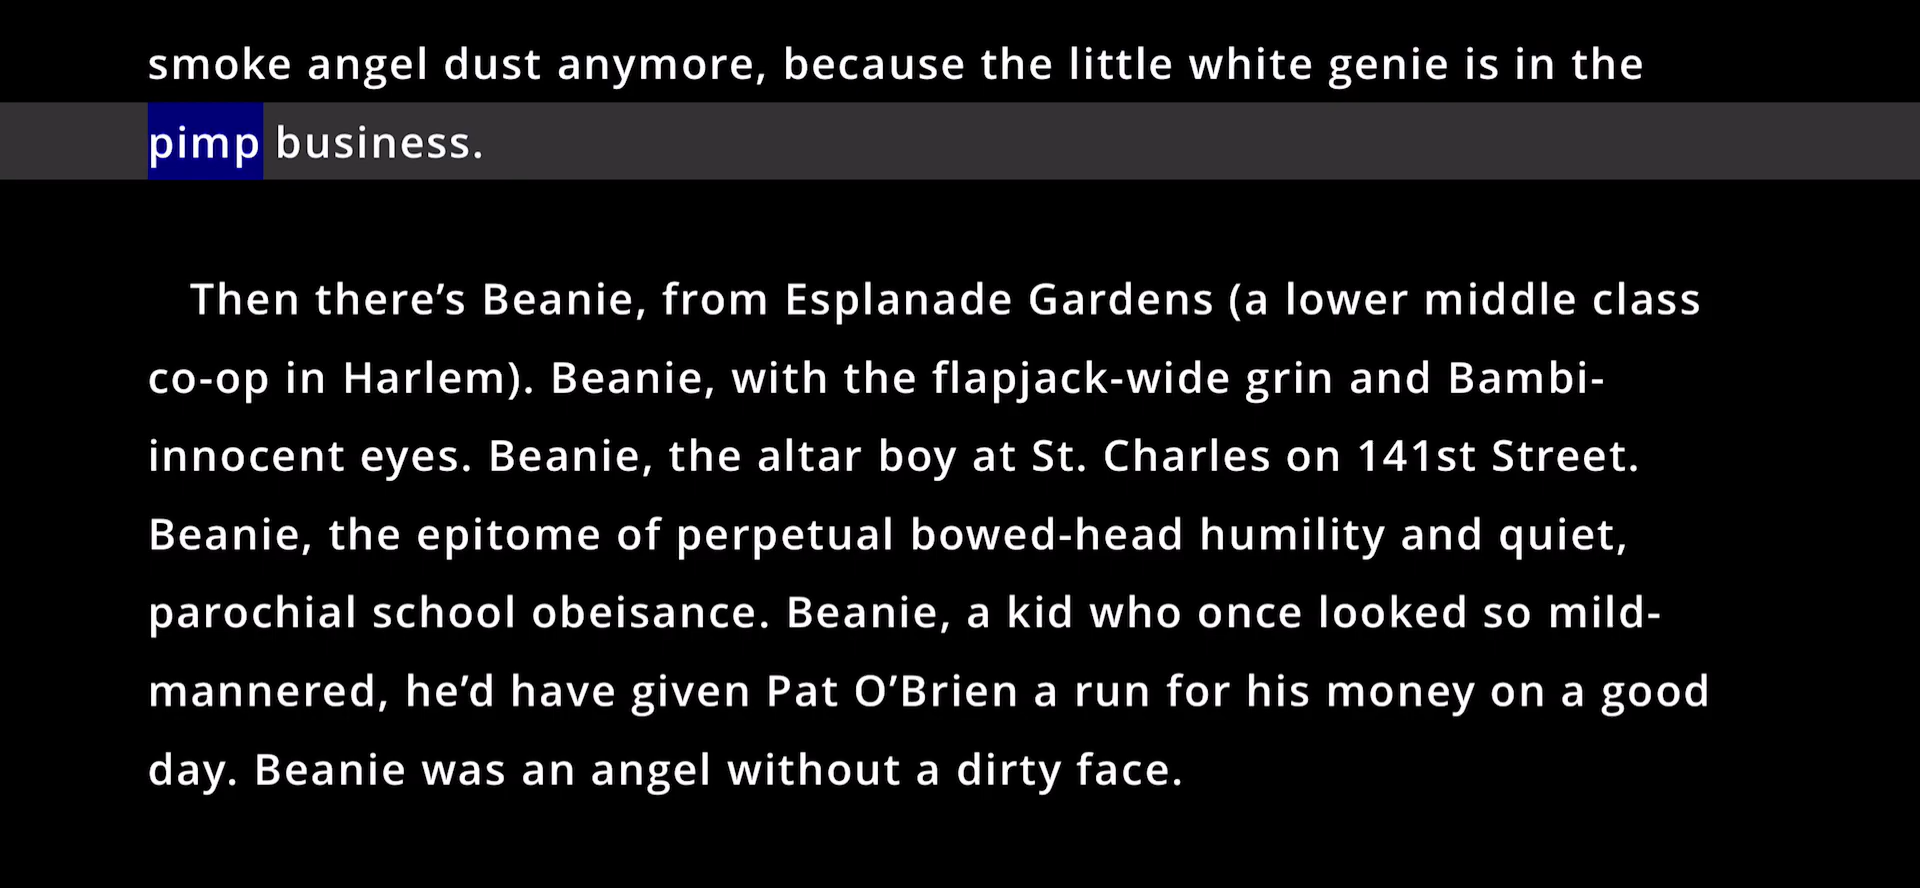 smoke angel dust anymore, because the little white genie is in the
pimp business.
Then there’s Beanie, from Esplanade Gardens (a lower middle class
co-op in Harlem). Beanie, with the flapjack-wide grin and Bambi-
innocent eyes. Beanie, the altar boy at St. Charles on 141st Street.
Beanie, the epitome of perpetual bowed-head humility and quiet,
parochial school obeisance. Beanie, a kid who once looked so mild-
mannered, he’d have given Pat O’Brien a run for his money on a good
day. Beanie was an angel without a dirty face.